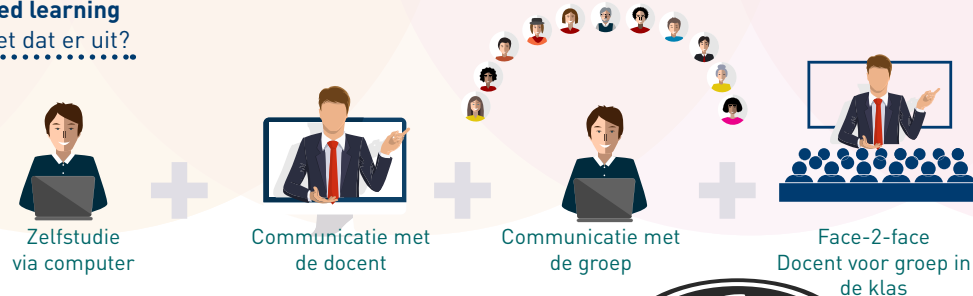 ed learning
et dat er uit?
Zelfstudie
via computer
Communicatie met
de docent
Communicatie met
de groep
Face-2-face
Docent voor groep in
de klas